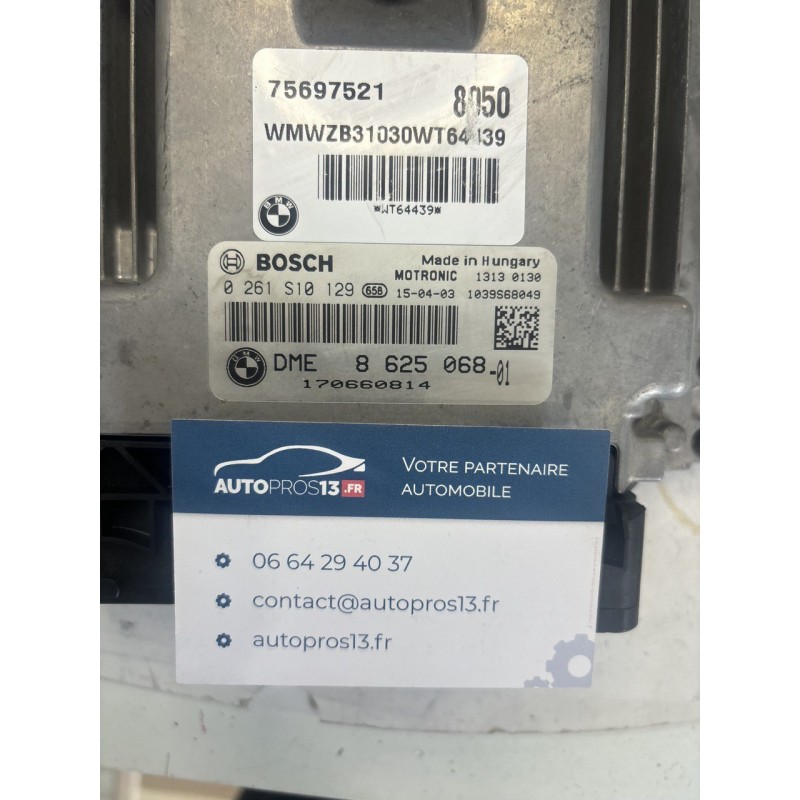 75697521 8050
WMWZB31030WT64439
BMW
*WT64439*
BOSCH Made in Hungary
MOTRONIC 1313 0130
0 261 S10 129 658 15-04-03 1039S68049
BMW DME 8 625 068-01
170660814
AUTOPROS13.FR
VOTRE PARTENAIRE
AUTOMOBILE
06 64 29 40 37
contact@autopros13.fr
autopros13.fr